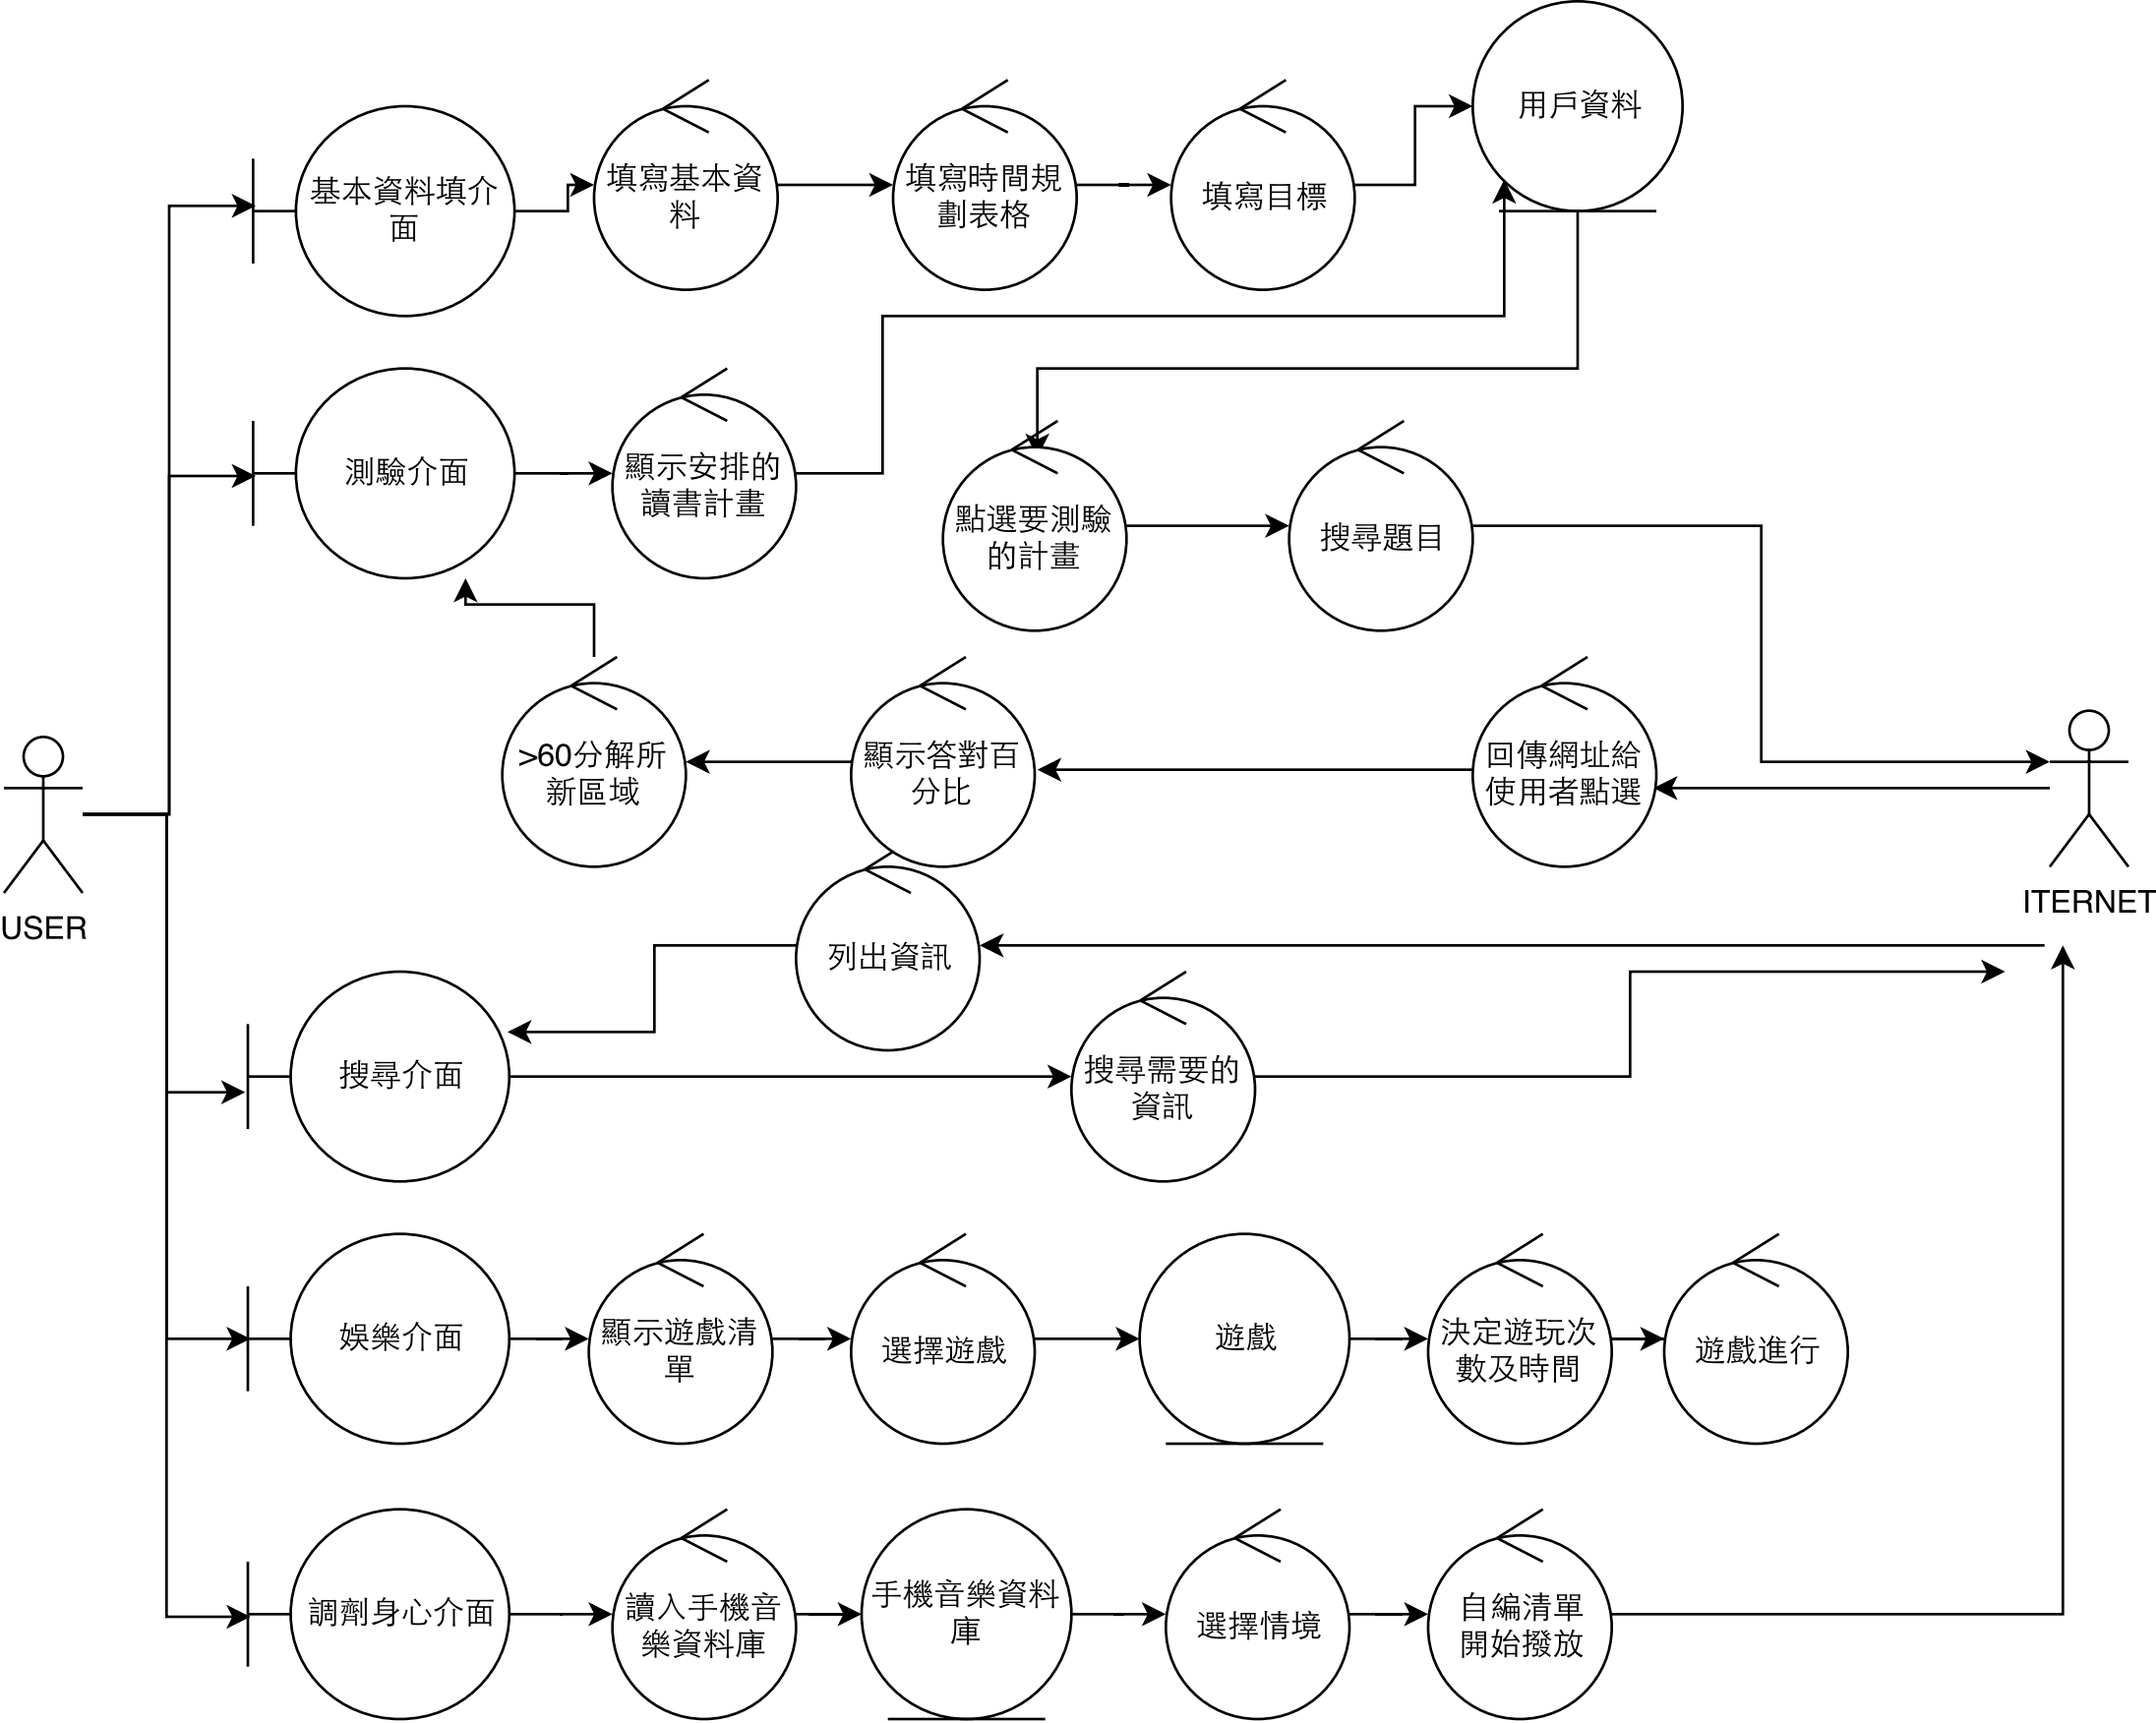 用戶資料
基本資料填介
面
填寫基本資
料
填寫時間規
劃表格
填寫目標
測驗介面
顯示安排的
讀書計畫
點選要測驗
的計畫
搜尋題目
>60分解所
新區域
顯示答對百
分比
回傳網址給
使用者點選
USER
ITERNET
列出資訊
搜尋介面
搜尋需要的
資訊
娛樂介面
顯示遊戲清
單
選擇遊戲
遊戲
決定遊玩次
數及時間
遊戲進行
調劑身心介面
讀入手機音
樂資料庫
手機音樂資料
庫
選擇情境
自編清單
開始撥放